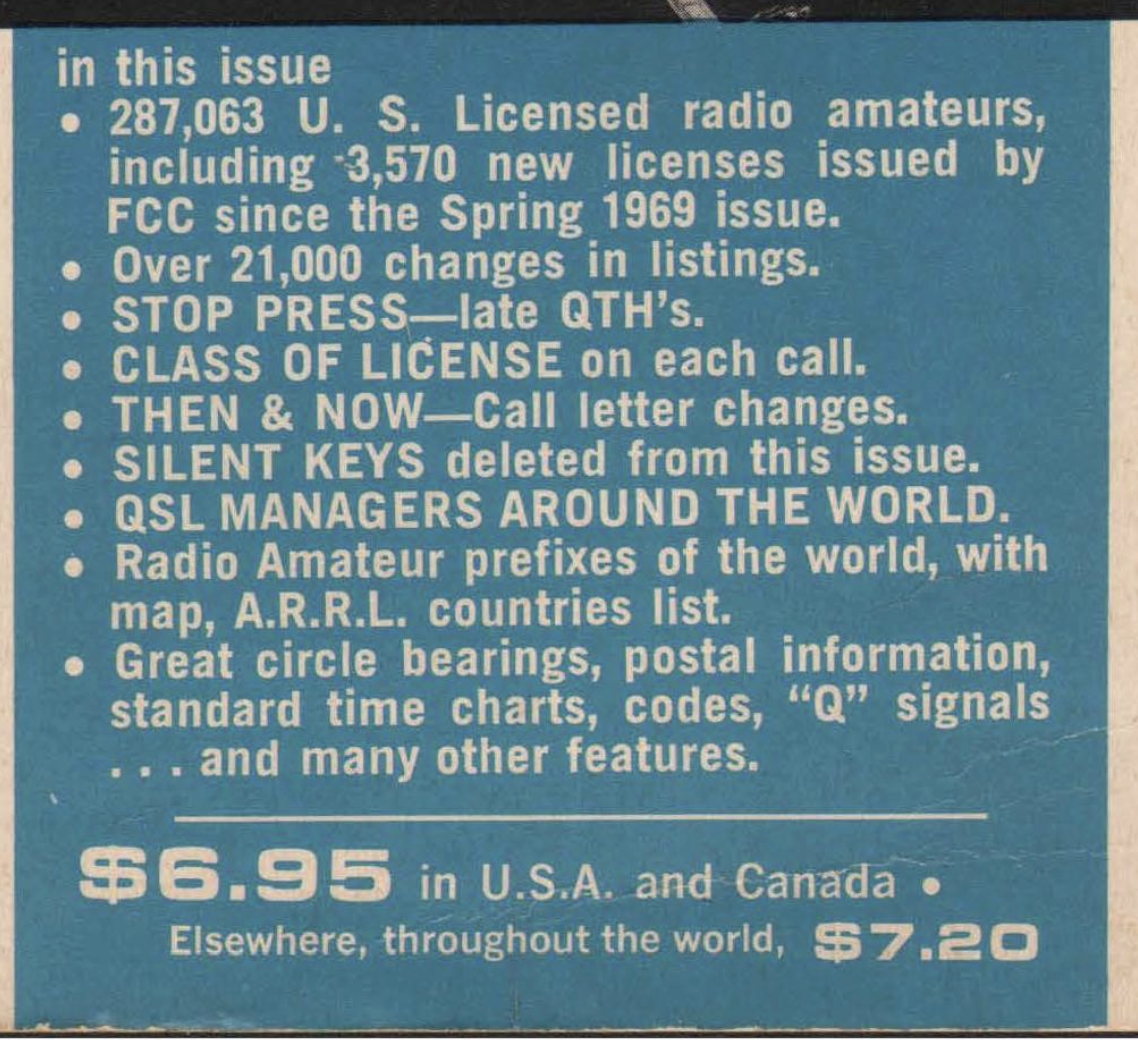 in this issue
• 287,063 U. S. Licensed radio amateurs,
including 3,570 new licenses issued by
FCC since the Spring 1969 issue.
• Over 21,000 changes in listings.
• STOP PRESS—late QTH's.
• CLASS OF LICENSE on each call.
• THEN & NOW—Call letter changes.
• SILENT KEYS deleted from this issue.
• QSL MANAGERS AROUND THE WORLD.
• Radio Amateur prefixes of the world, with
map, A.R.R.L. countries list.
• Great circle bearings, postal information,
standard time charts, codes, “Q” signals
. . . and many other features.
$6.95 in U.S.A. and Canada •
Elsewhere, throughout the world, $7.20